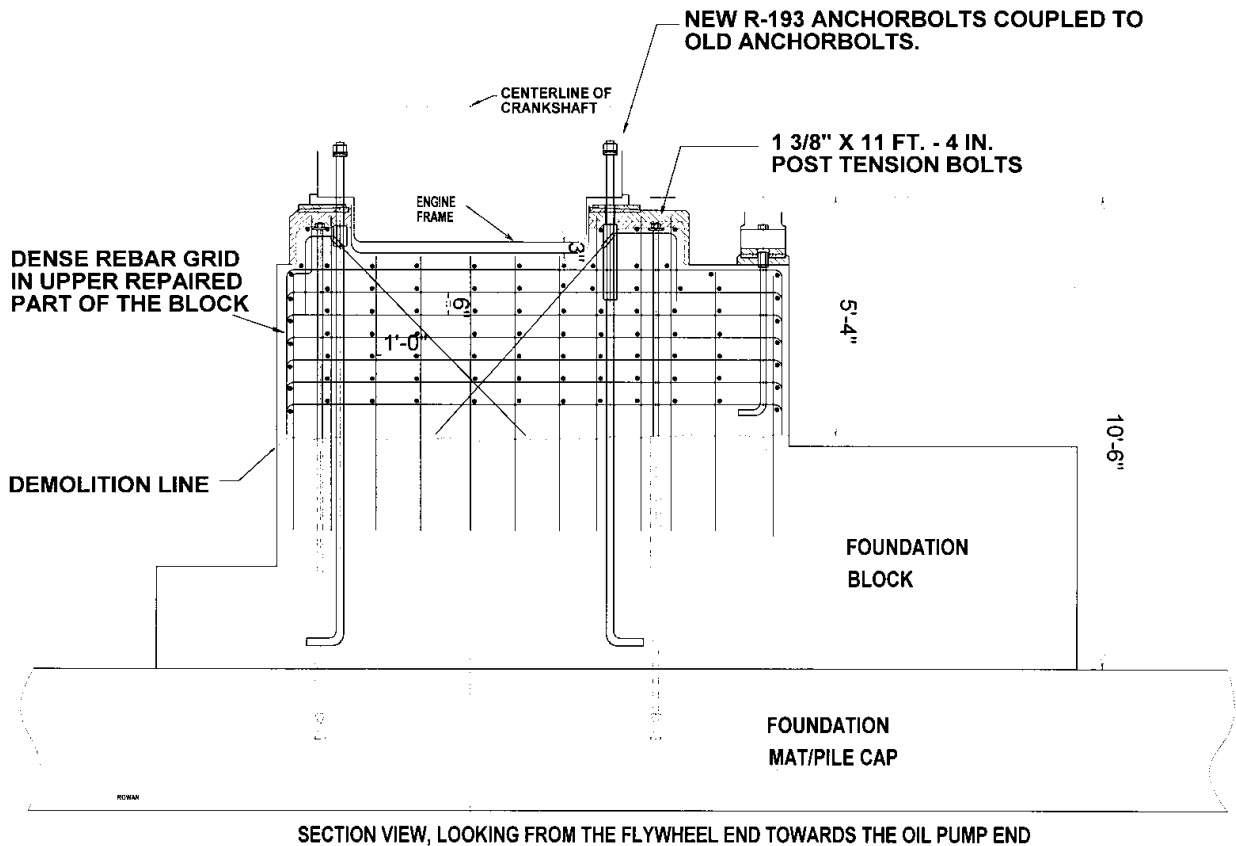 NEW R-193 ANCHORBOLTS COUPLED TO
OLD ANCHORBOLTS.
CENTERLINE OF
CRANKSHAFT
1 3/8" X 11 FT. - 4 IN.
POST TENSION BOLTS
ENGINE
FRAME
3"
DENSE REBAR GRID
IN UPPER REPAIRED
PART OF THE BLOCK
6"
1'-0"
5'-4"
10'-6"
DEMOLITION LINE
FOUNDATION
BLOCK
FOUNDATION
MAT/PILE CAP
ROWAN
SECTION VIEW, LOOKING FROM THE FLYWHEEL END TOWARDS THE OIL PUMP END